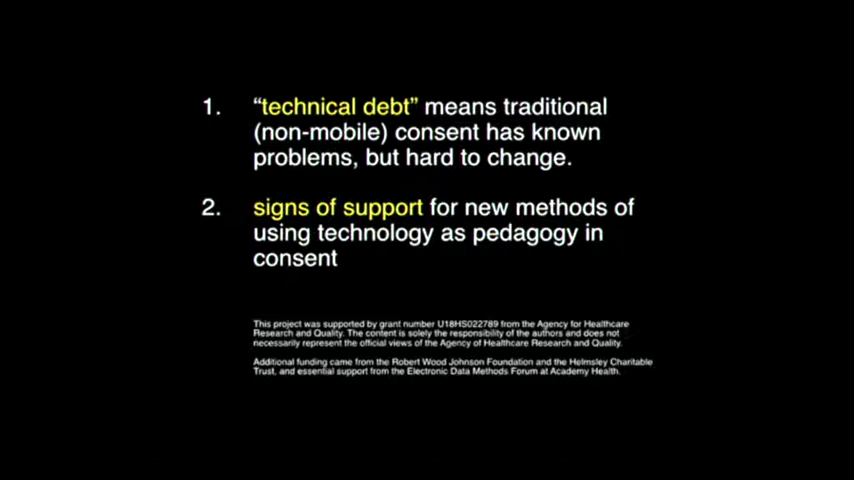 1. “technical debt” means traditional
(non-mobile) consent has known
problems, but hard to change.
2. signs of support for new methods of
using technology as pedagogy in
consent
This project was supported by grant number U18HS022789 from the Agency for Healthcare
Research and Quality. The content is solely the responsibility of the authors and does not
necessarily represent the official views of the Agency of Healthcare Research and Quality.
Additional funding came from the Robert Wood Johnson Foundation and the Helmsley Charitable
Trust, and essential support from the Electronic Data Methods Forum at Academy Health.